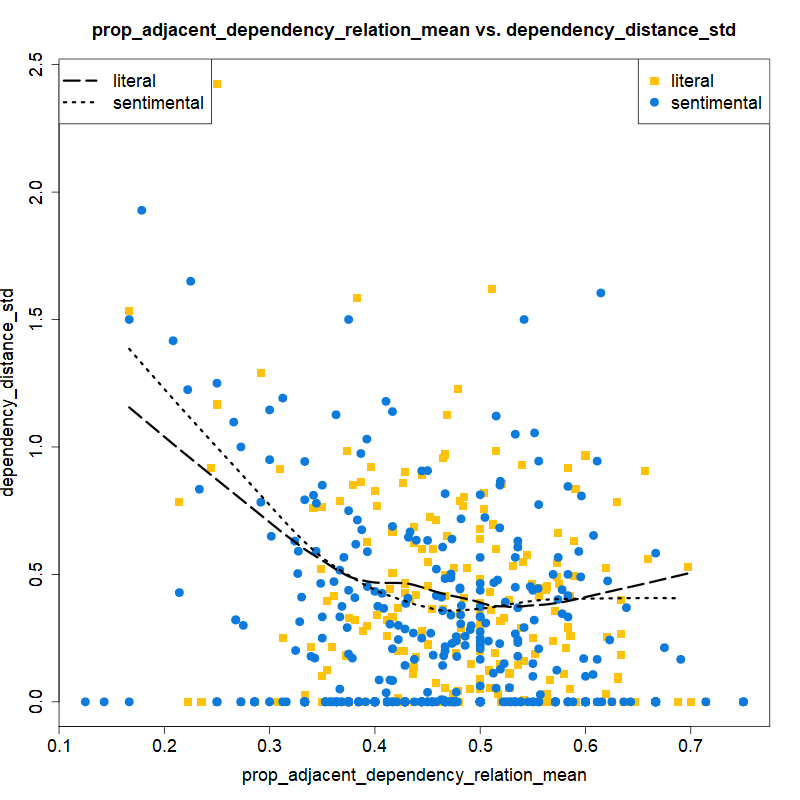 prop_adjacent_dependency_relation_mean vs. dependency_distance_std
literal
sentimental
literal
sentimental
dependency_distance_std
2.5
2.0
1.5
1.0
0.5
0.0
0.1 0.2 0.3 0.4 0.5 0.6 0.7
prop_adjacent_dependency_relation_mean